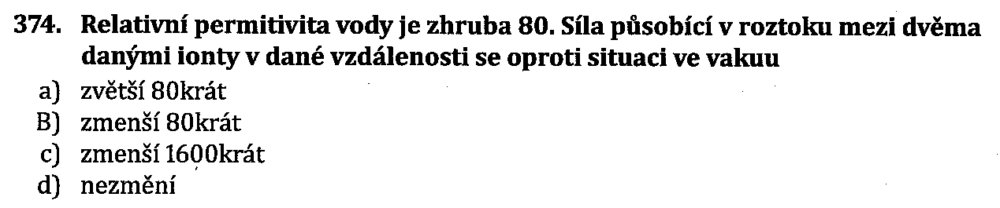 374. Relativní permitivita vody je zhruba 80. Síla působící v roztoku mezi dvěma
danými ionty v dané vzdálenosti se oproti situaci ve vakuu
a) zvětší 80krát
B) zmenší 80krát
c) zmenší 1600krát
d) nezmění